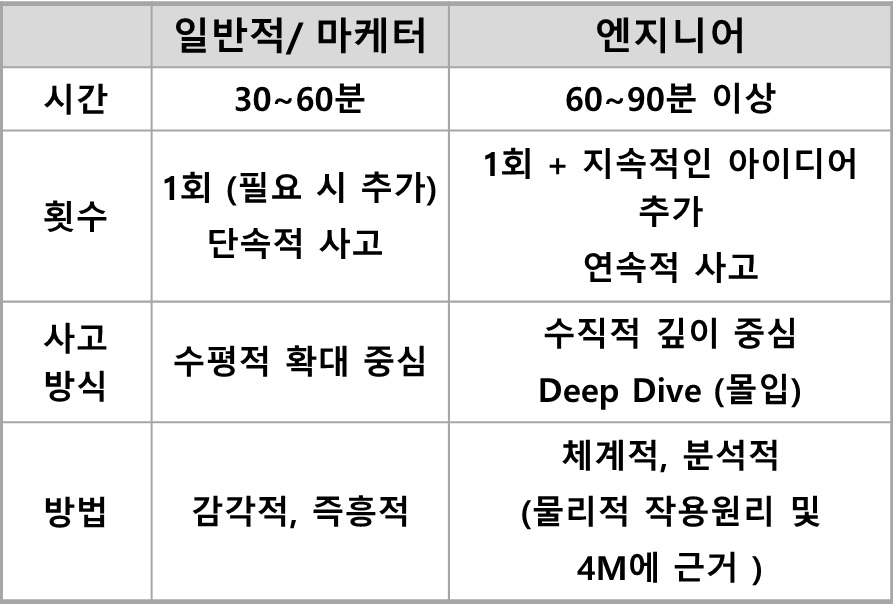 일반적/ 마케터
엔지니어
시간
30~60분
60~90분 이상
횟수
1회 (필요 시 추가)
단속적 사고
1회 + 지속적인 아이디어
추가
연속적 사고
사고
방식
수평적 확대 중심
수직적 깊이 중심
Deep Dive (몰입)
방법
감각적, 즉흥적
체계적, 분석적
(물리적 작용원리 및
4M에 근거 )